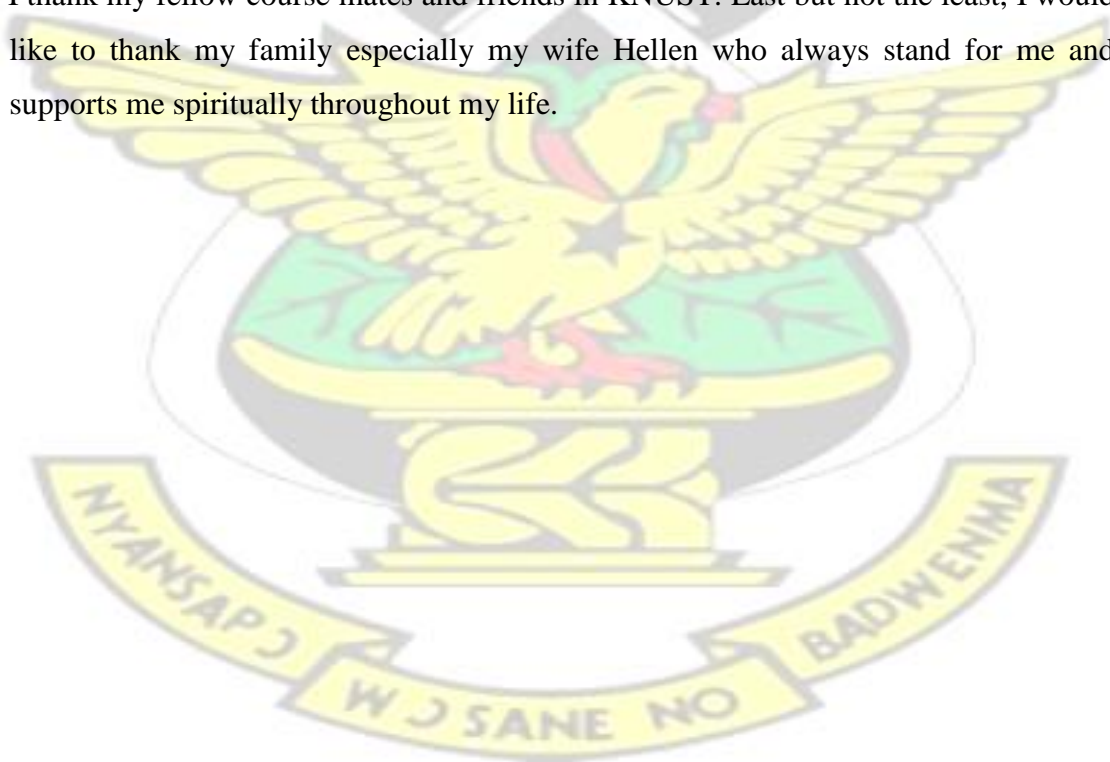 I thank my fellow course mates and friends in KNUST. Last but not the least, I would
like to thank my family especially my wife Hellen who always stand for me and
supports me spiritually throughout my life.
NYANSAPƆ
WƆ SANE NO
BADWENMA